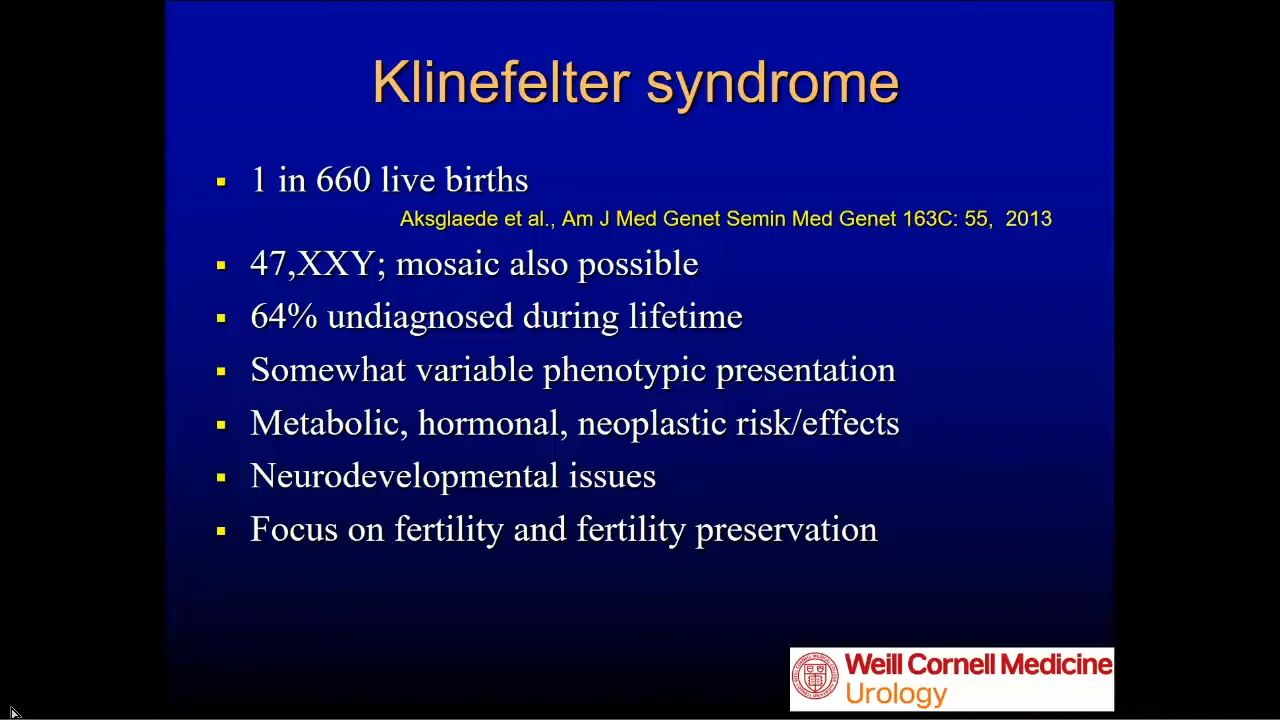 Klinefelter syndrome
1 in 660 live births
Aksglaede et al., Am J Med Genet Semin Med Genet 163C: 55, 2013
47,XXY; mosaic also possible
64% undiagnosed during lifetime
Somewhat variable phenotypic presentation
Metabolic, hormonal, neoplastic risk/effects
Neurodevelopmental issues
Focus on fertility and fertility preservation
Weill Cornell Medicine
Urology